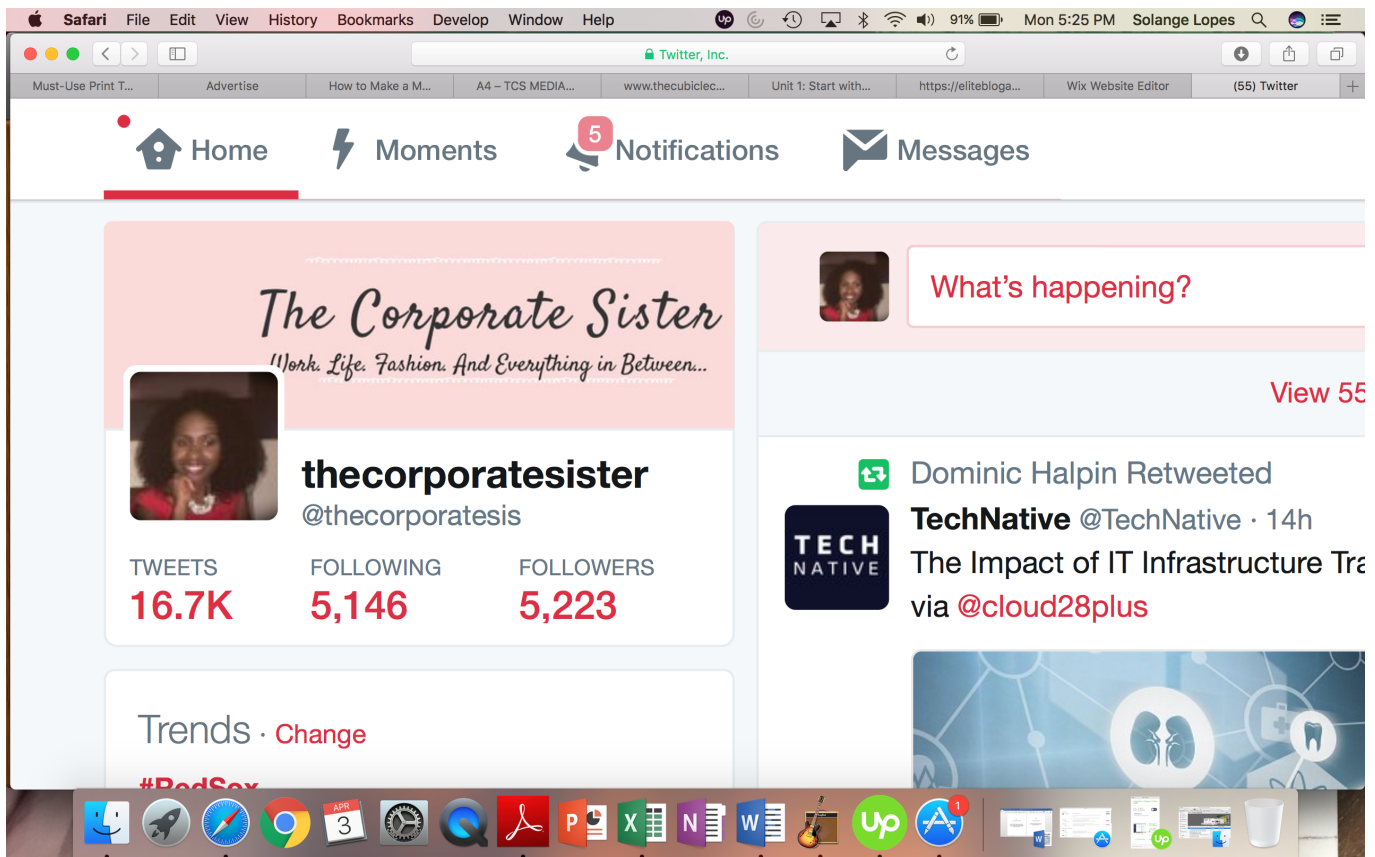 Safari File Edit View History Bookmarks Develop Window Help Up 91% Mon 5:25 PM Solange Lopes
Twitter, Inc.
Must-Use Print T... Advertise How to Make a M... A4 – TCS MEDIA... www.thecubiclec... Unit 1: Start with... https://elitebloga... Wix Website Editor (55) Twitter
Home Moments 5 Notifications Messages
The Corporate Sister
Work. Life. Fashion. And Everything in Between...
thecorporatesister
@thecorporatesis
TWEETS FOLLOWING FOLLOWERS
16.7K 5,146 5,223
Trends · Change
#RedSox
What's happening?
View 55
Dominic Halpin Retweeted
TECH
NATIVE
TechNative @TechNative · 14h
The Impact of IT Infrastructure Tra
via @cloud28plus
APR
3
P
X
N
W
Up
1